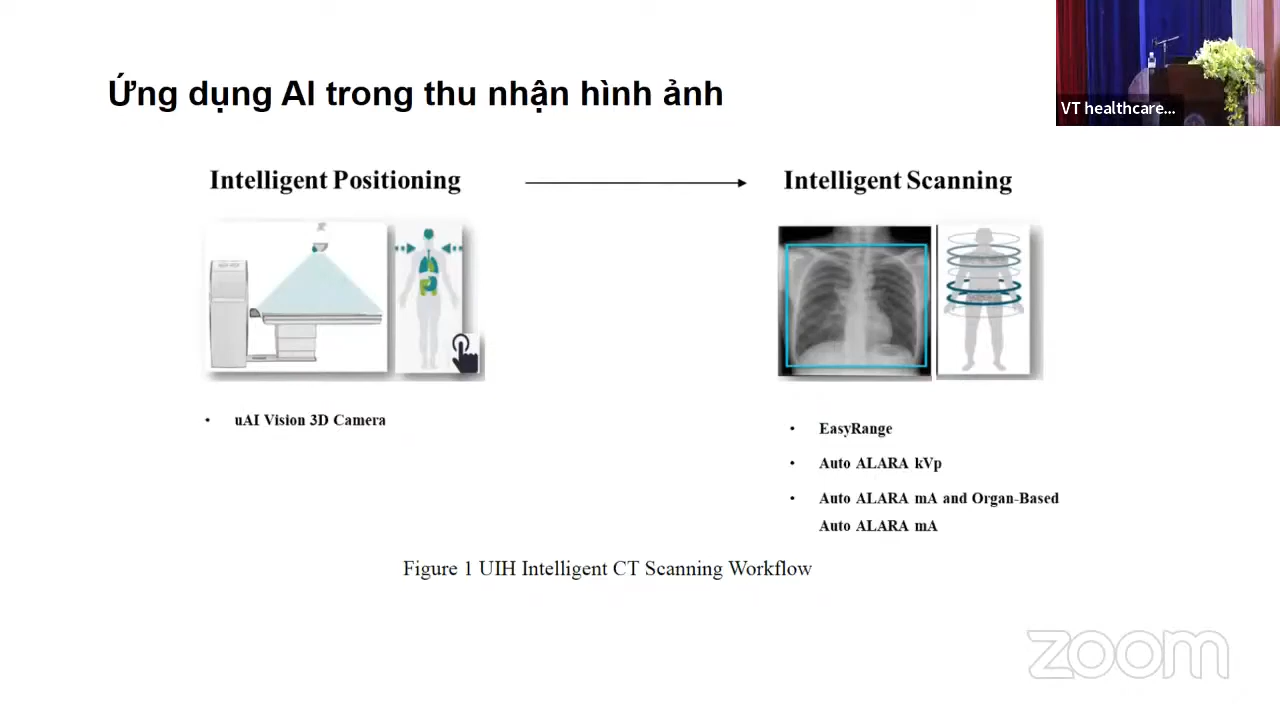 Ứng dụng AI trong thu nhận hình ảnh
VT healthcare...
Intelligent Positioning
Intelligent Scanning
• uAI Vision 3D Camera
• EasyRange
• Auto ALARA kVp
• Auto ALARA mA and Organ-Based
Auto ALARA mA
Figure 1 UIH Intelligent CT Scanning Workflow
zoom